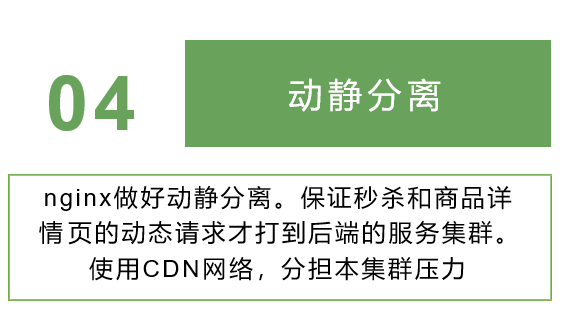 04
动静分离
nginx做好动静分离。保证秒杀和商品详
情页的动态请求才打到后端的服务集群。
使用CDN网络，分担本集群压力